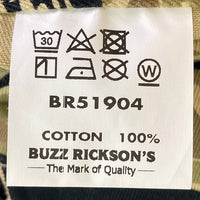 30
W
BR51904
COTTON 100%
BUZZ RICKSON'S
The Mark of Quality